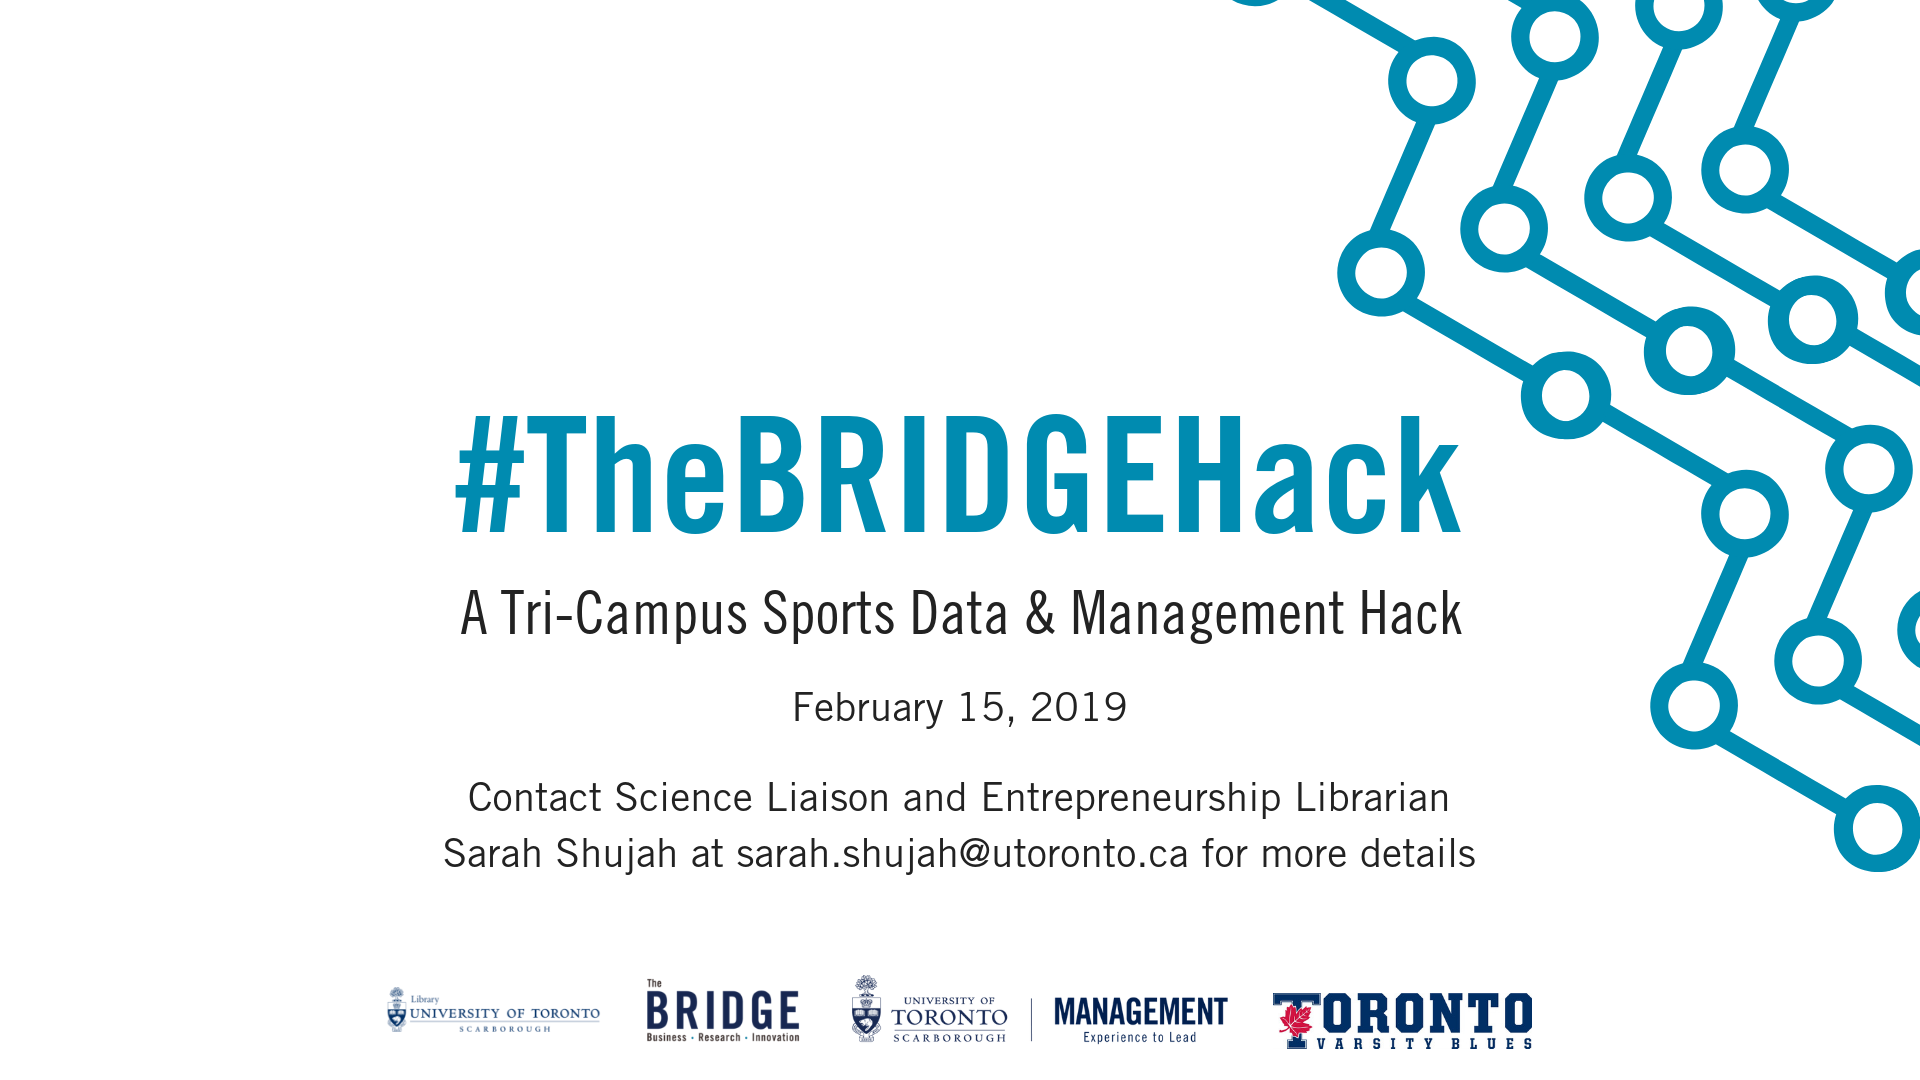 #TheBRIDGEHack
A Tri-Campus Sports Data & Management Hack
February 15, 2019
Contact Science Liaison and Entrepreneurship Librarian
Sarah Shujah at sarah.shujah@utoronto.ca for more details
Library
UNIVERSITY OF TORONTO
SCARBOROUGH
The
BRIDGE
Business • Research • Innovation
UNIVERSITY OF
TORONTO
SCARBOROUGH
MANAGEMENT
Experience to Lead
TORONTO
VARSITY BLUES